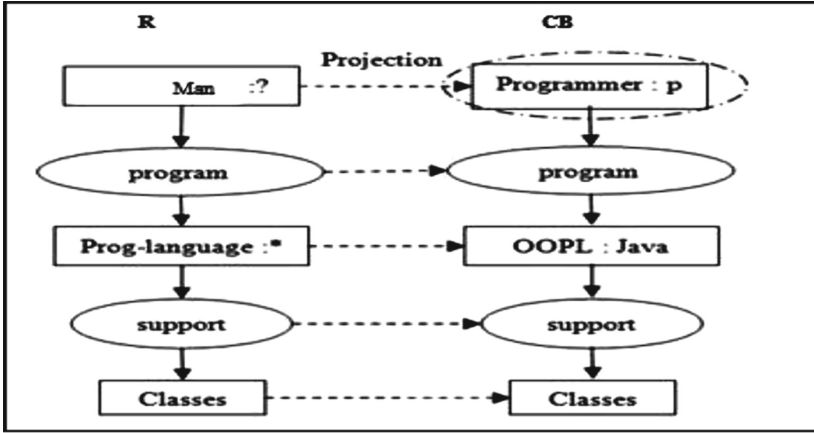 R CB
Projection
Man :? Programmer : p
program program
Prog-language :* OOPL : Java
support support
Classes Classes